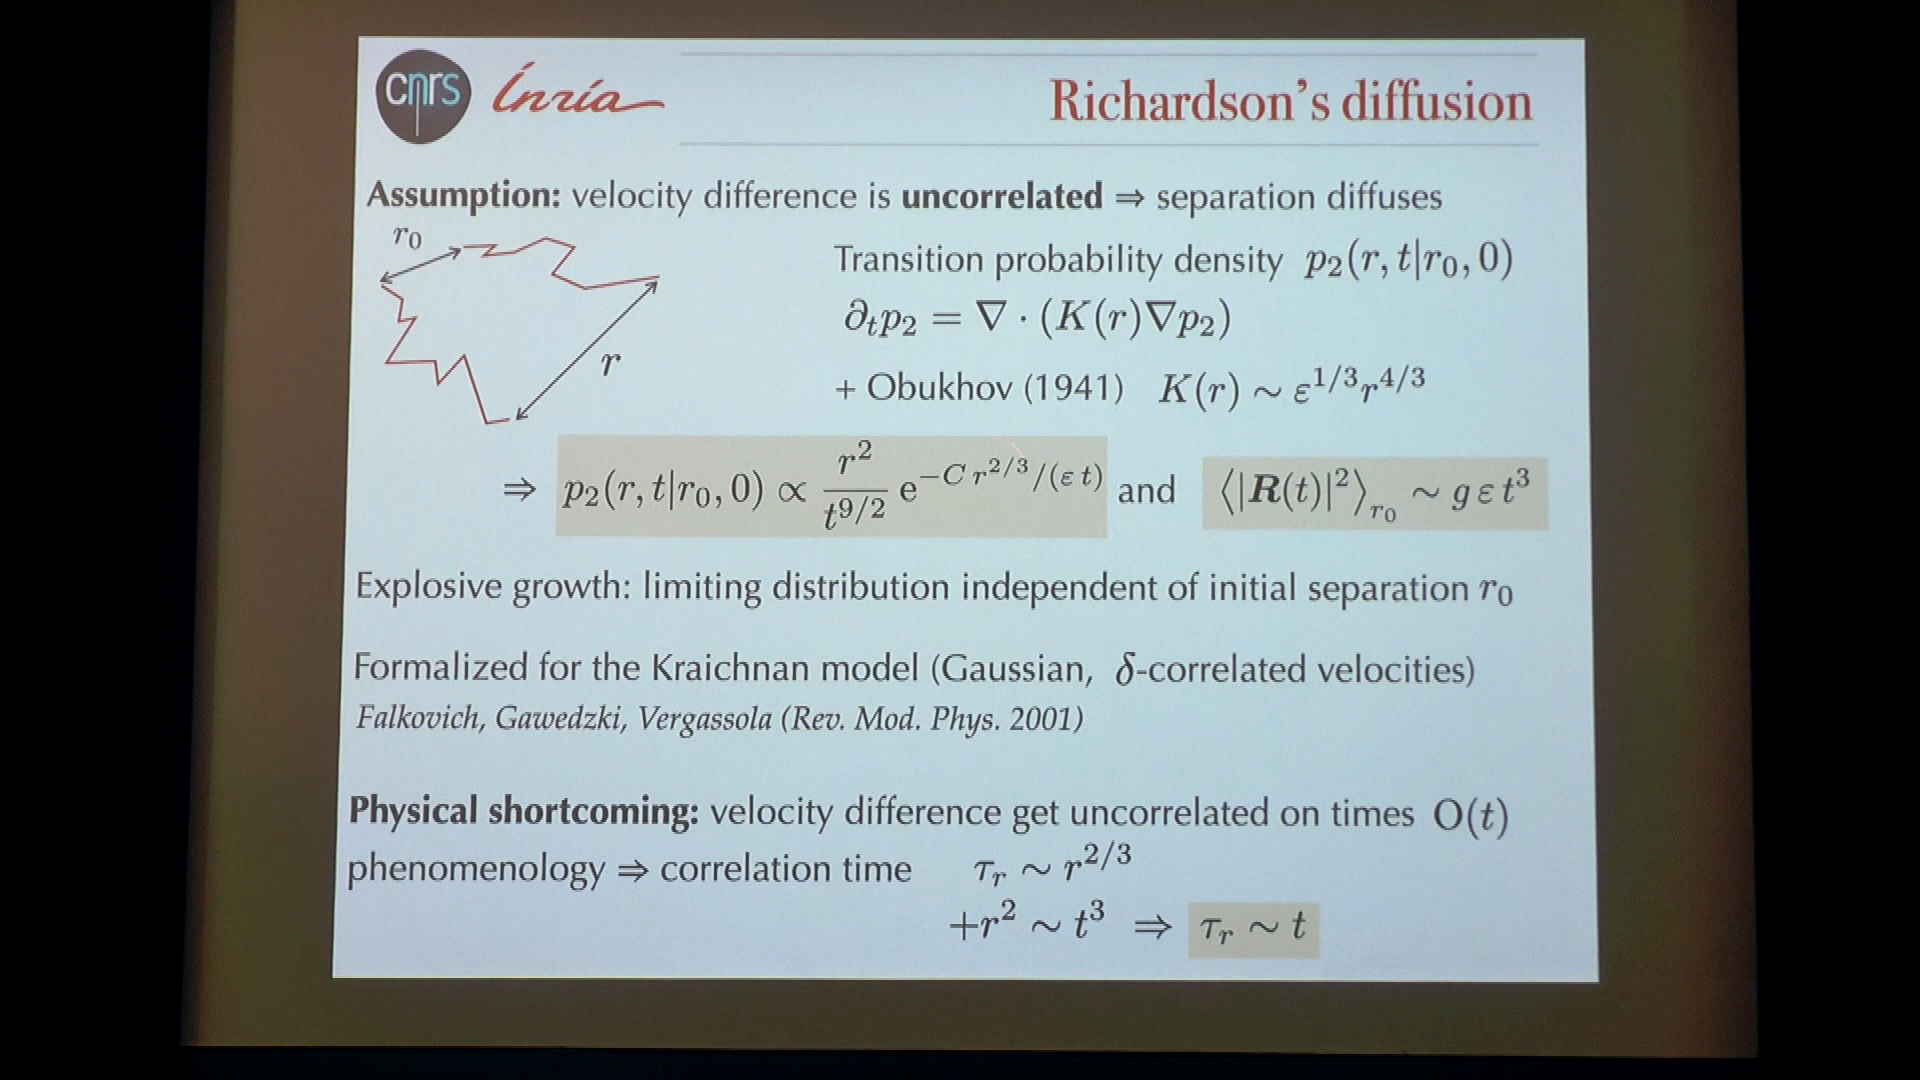 cnrs Inria
Richardson's diffusion
Assumption: velocity difference is uncorrelated ⇒ separation diffuses
r₀
r
Transition probability density p₂(r, t|r₀, 0)
∂ₜp₂ = ∇ · (K(r)∇p₂)
+ Obukhov (1941) K(r) ~ ε^{1/3}r^{4/3}
⇒ p₂(r, t|r₀, 0) ∝ r²/t^{9/2} e^{−C r^{2/3}/(ε t)} and ⟨|R(t)|²⟩_{r₀} ~ g ε t³
Explosive growth: limiting distribution independent of initial separation r₀
Formalized for the Kraichnan model (Gaussian, δ-correlated velocities)
Falkovich, Gawedzki, Vergassola (Rev. Mod. Phys. 2001)
Physical shortcoming: velocity difference get uncorrelated on times O(t)
phenomenology ⇒ correlation time τᵣ ~ r^{2/3}
+r² ~ t³ ⇒ τᵣ ~ t